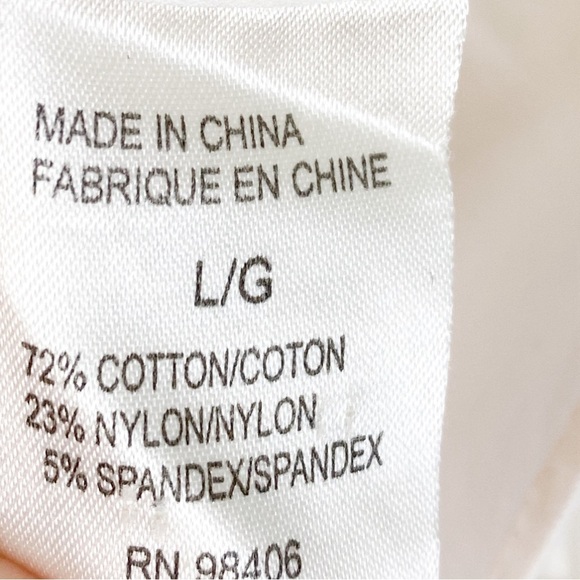 MADE IN CHINA
FABRIQUE EN CHINE
L/G
72% COTTON/COTON
23% NYLON/NYLON
5% SPANDEX/SPANDEX
RN 98406